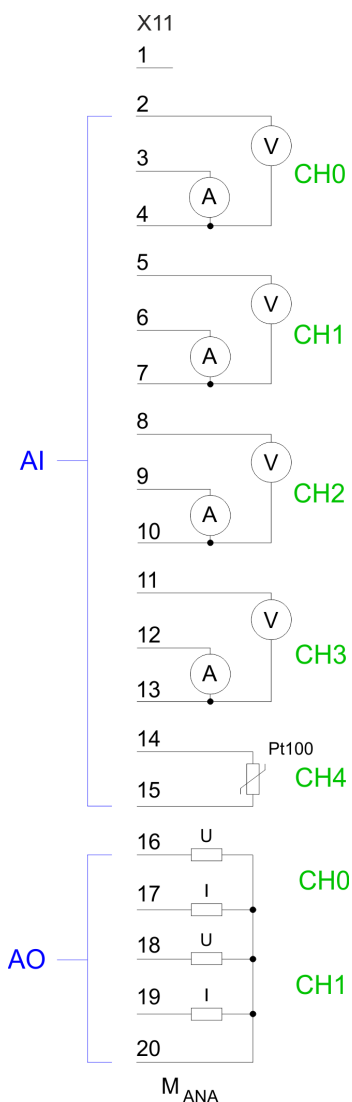 X11
1
2
V
3
CH0
A
4
5
V
6
CH1
A
7
8
V
AI
9
CH2
A
10
11
V
12
CH3
A
13
14
Pt100
CH4
15
16 U
CH0
17 I
18 U
AO
CH1
19 I
20
M ANA